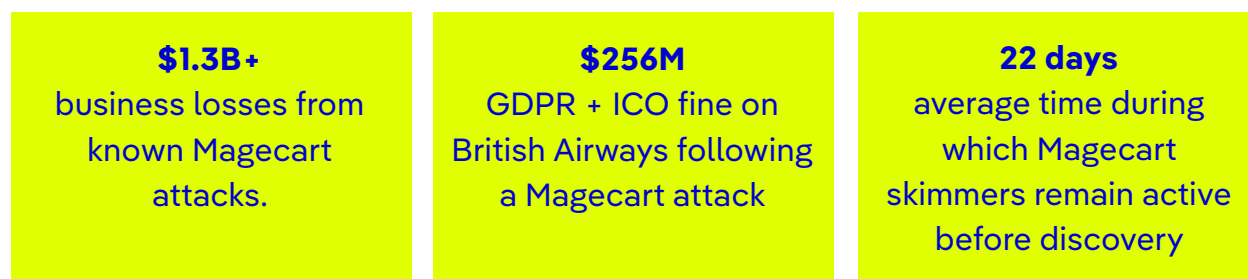 $1.3B+
business losses from
known Magecart
attacks.
$256M
GDPR + ICO fine on
British Airways following
a Magecart attack
22 days
average time during
which Magecart
skimmers remain active
before discovery